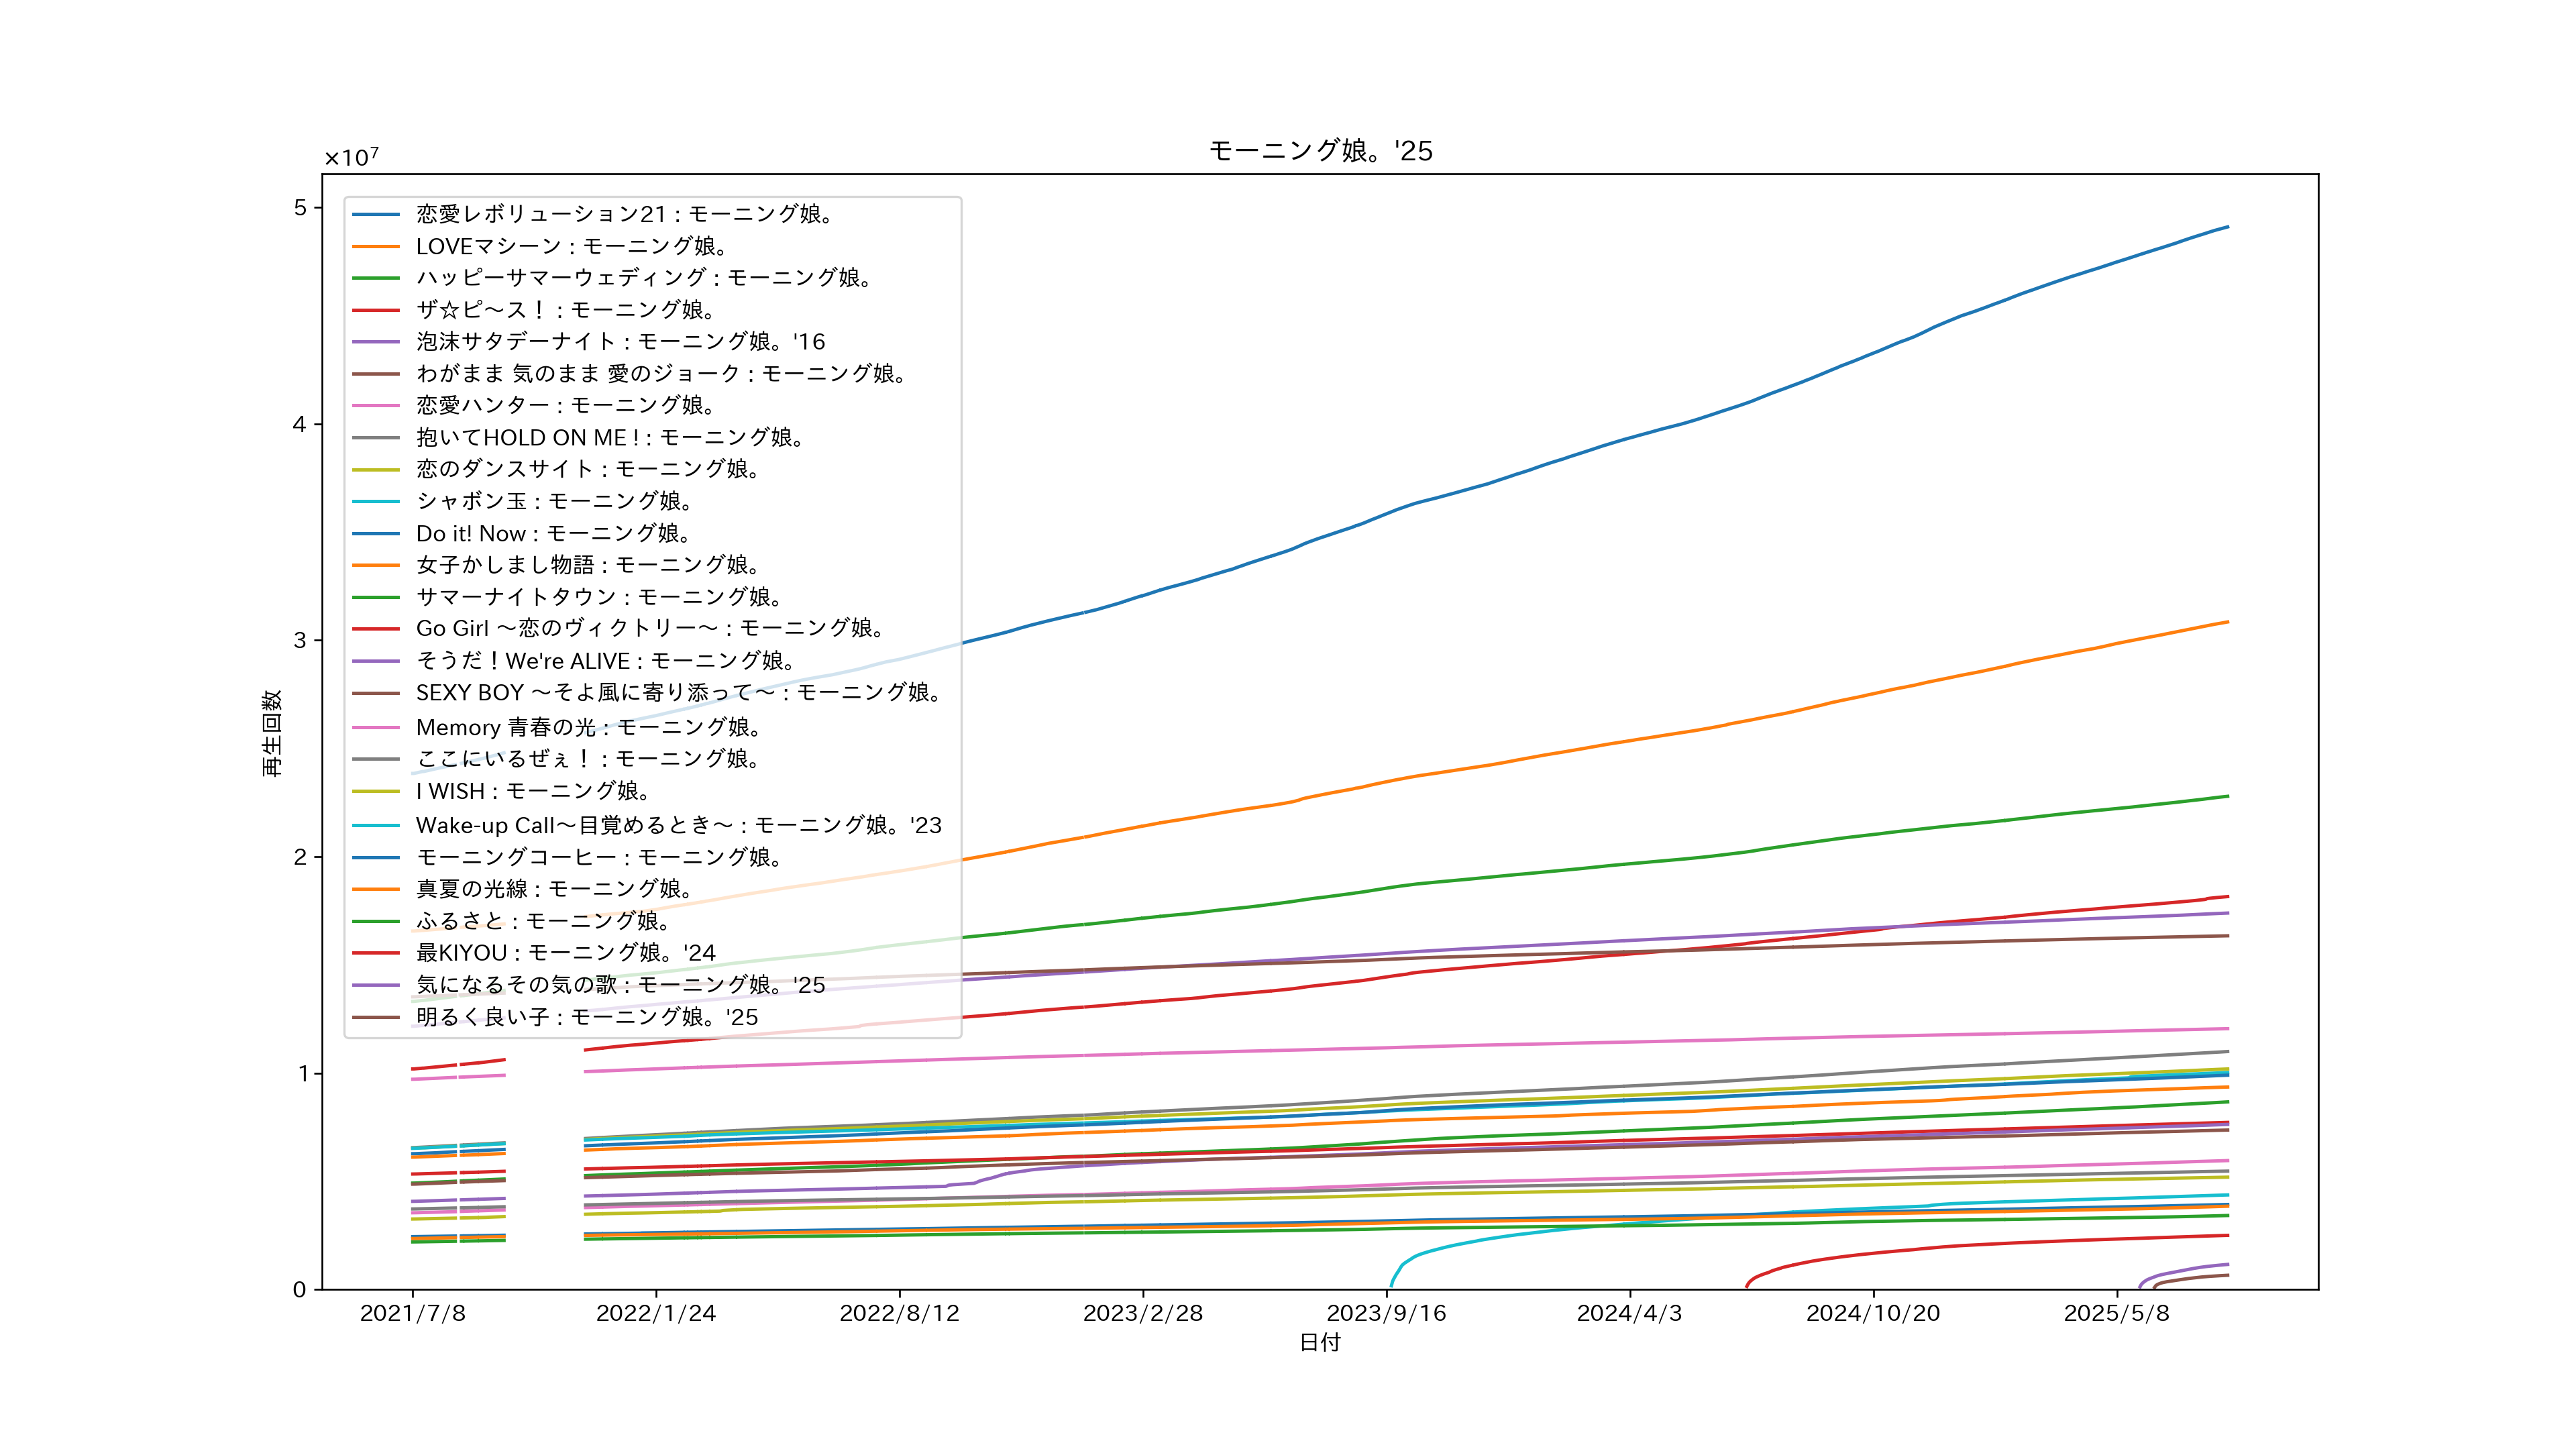 モーニング娘。'25
×10⁷
5
4
3
2
1
0
再生回数
恋愛レボリューション21 : モーニング娘。
LOVEマシーン : モーニング娘。
ハッピーサマーウェディング : モーニング娘。
ザ☆ピ〜ス！ : モーニング娘。
泡沫サタデーナイト : モーニング娘。'16
わがまま 気のまま 愛のジョーク : モーニング娘。
恋愛ハンター : モーニング娘。
抱いてHOLD ON ME ! : モーニング娘。
恋のダンスサイト : モーニング娘。
シャボン玉 : モーニング娘。
Do it! Now : モーニング娘。
女子かしまし物語 : モーニング娘。
サマーナイトタウン : モーニング娘。
Go Girl 〜恋のヴィクトリー〜 : モーニング娘。
そうだ！We're ALIVE : モーニング娘。
SEXY BOY 〜そよ風に寄り添って〜 : モーニング娘。
Memory 青春の光 : モーニング娘。
ここにいるぜぇ！ : モーニング娘。
I WISH : モーニング娘。
Wake-up Call〜目覚めるとき〜 : モーニング娘。'23
モーニングコーヒー : モーニング娘。
真夏の光線 : モーニング娘。
ふるさと : モーニング娘。
最KIYOU : モーニング娘。'24
気になるその気の歌 : モーニング娘。'25
明るく良い子 : モーニング娘。'25
2021/7/8 2022/1/24 2022/8/12 2023/2/28 2023/9/16 2024/4/3 2024/10/20 2025/5/8
日付